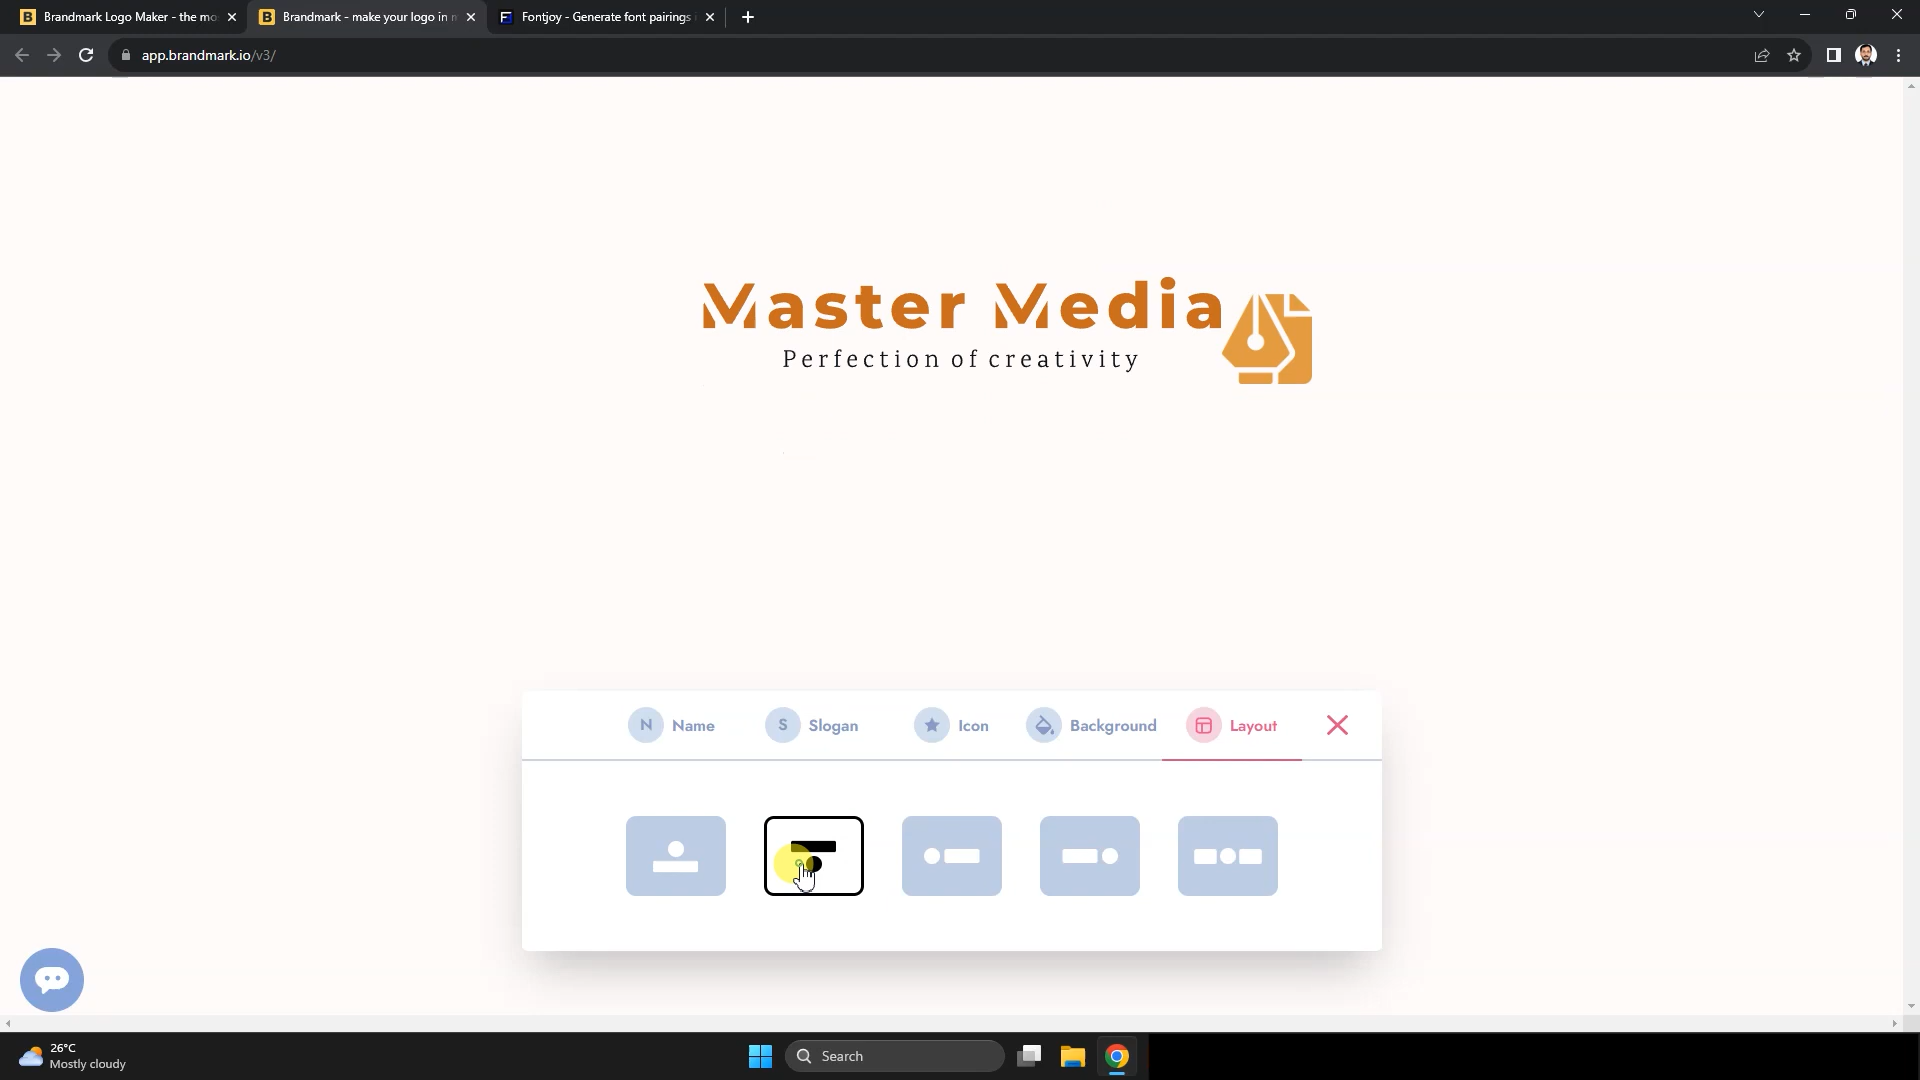 Brandmark Logo Maker - the mo
Brandmark - make your logo in m
Fontjoy - Generate font pairings i
app.brandmark.io/v3/
Master Media
Perfection of creativity
N Name
S Slogan
Icon
Background
Layout
26°C
Mostly cloudy
Search